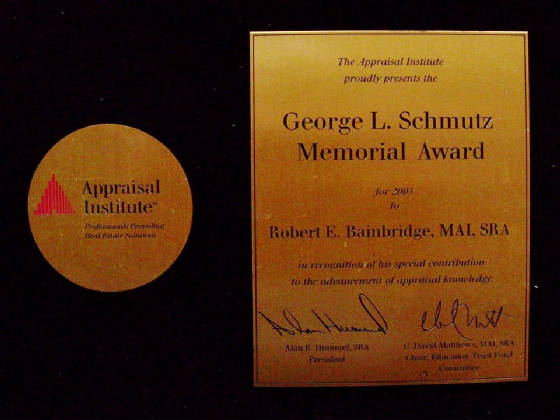 Appraisal
Institute
Professionals Providing
Real Estate Solutions
The Appraisal Institute
proudly presents the
George L. Schmutz
Memorial Award
for 2003
to
Robert E. Bainbridge, MAI, SRA
in recognition of his special contribution
to the advancement of appraisal knowledge.
Alan E. Hummel, SRA
President
C. David Matthews, MAI, SRA
Chair, Education Trust Fund
Committee